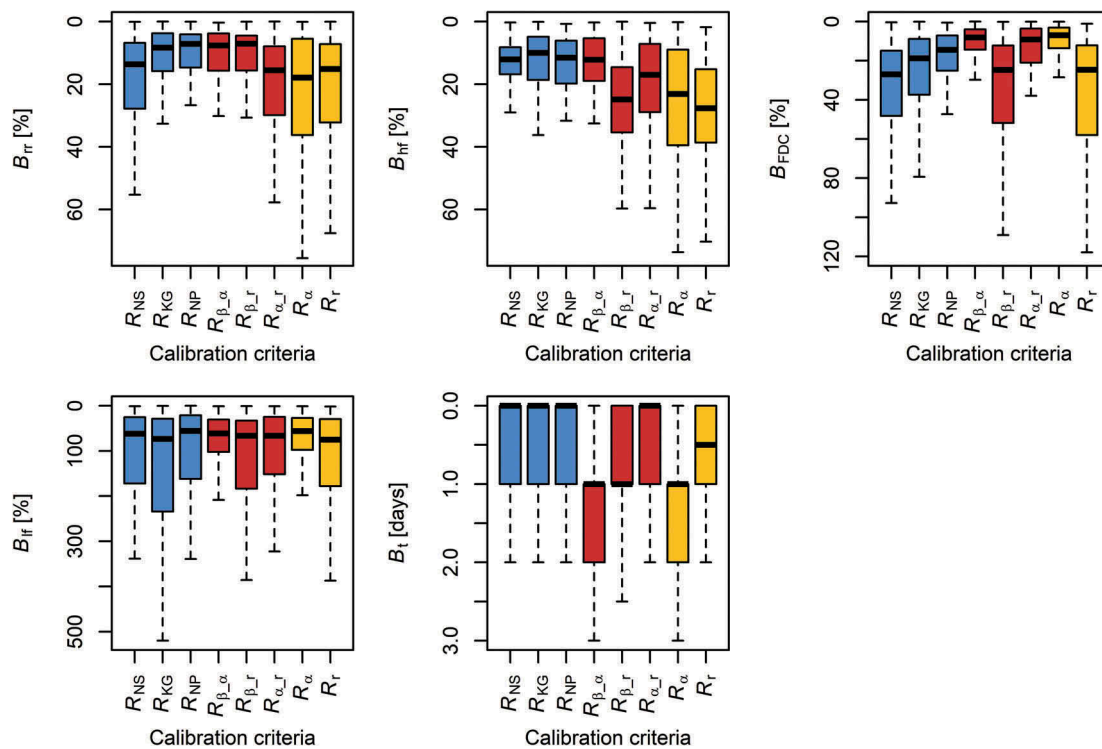 B_rr [%]
0
20
40
60
R_NS R_KG R_NP R_β_α R_β_r R_α_r R_α R_r
Calibration criteria
B_hf [%]
0
20
40
60
R_NS R_KG R_NP R_β_α R_β_r R_α_r R_α R_r
Calibration criteria
B_FDC [%]
0
40
80
120
R_NS R_KG R_NP R_β_α R_β_r R_α_r R_α R_r
Calibration criteria
B_lf [%]
0
100
300
500
R_NS R_KG R_NP R_β_α R_β_r R_α_r R_α R_r
Calibration criteria
B_t [days]
0.0
1.0
2.0
3.0
R_NS R_KG R_NP R_β_α R_β_r R_α_r R_α R_r
Calibration criteria